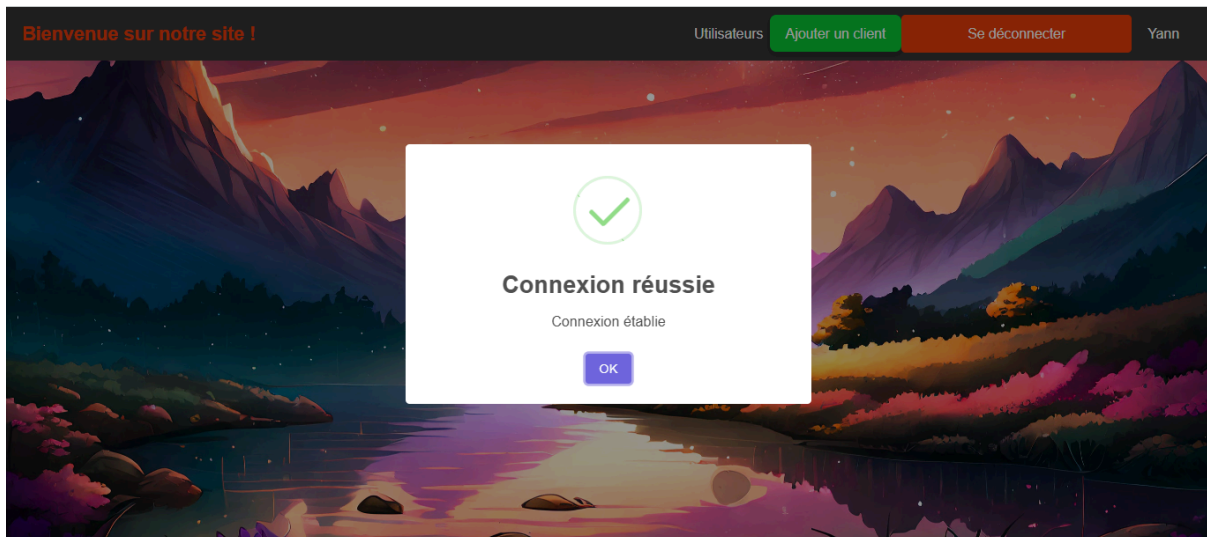 Bienvenue sur notre site !
Utilisateurs Ajouter un client Se déconnecter Yann
Connexion réussie
Connexion établie
OK